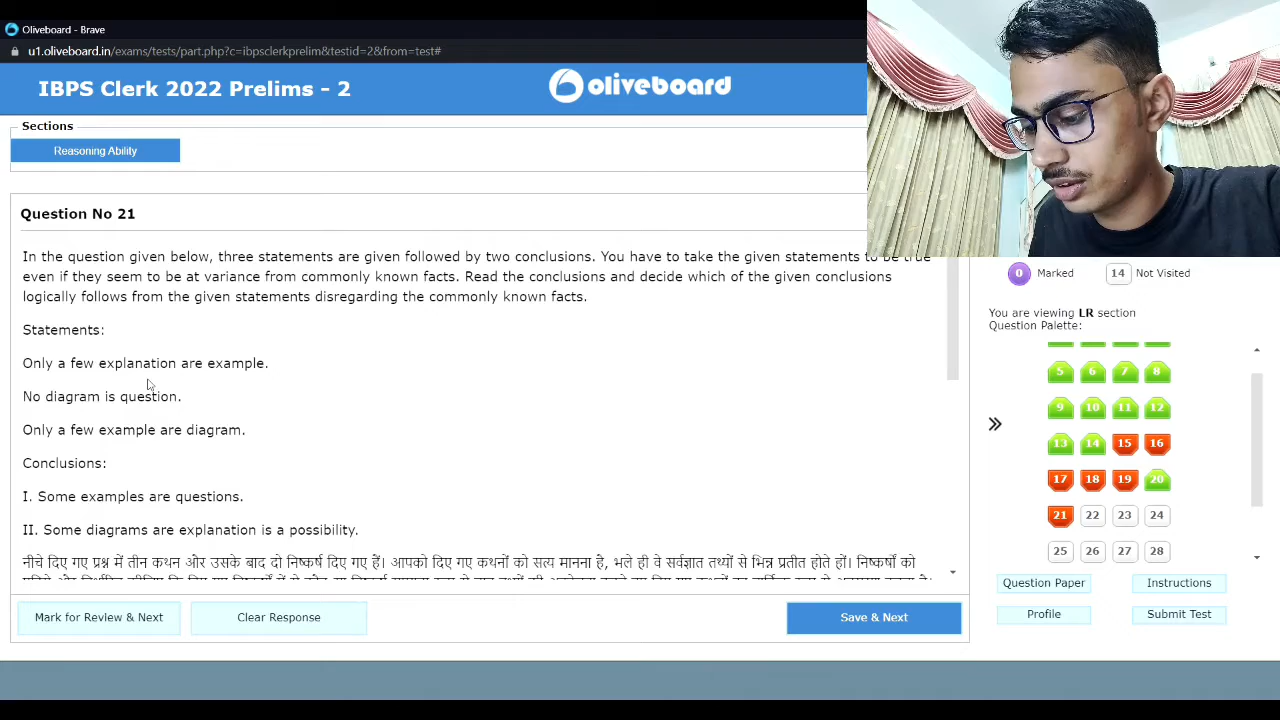 Oliveboard - Brave
u1.oliveboard.in/exams/tests/part.php?c=ibpsclerkprelim&testid=2&from=test#
IBPS Clerk 2022 Prelims - 2
oliveboard
Sections
Reasoning Ability
Question No 21
In the question given below, three statements are given followed by two conclusions. You have to take the given statements to be true
even if they seem to be at variance from commonly known facts. Read the conclusions and decide which of the given conclusions
logically follows from the given statements disregarding the commonly known facts.
Statements:
Only a few explanation are example.
No diagram is question.
Only a few example are diagram.
Conclusions:
I. Some examples are questions.
II. Some diagrams are explanation is a possibility.
नीचे दिए गए प्रश्न में तीन कथन और उसके बाद दो निष्कर्ष दिए गए है। आपको दिए गए कथनों को सत्य मानना है, भले ही वे सर्वज्ञात तथ्यों से भिन्न प्रतीत होते हों। निष्कर्षों को
Mark for Review & Next
Clear Response
Save & Next
0 Marked
14 Not Visited
You are viewing LR section
Question Palette:
5 6 7 8
9 10 11 12
13 14 15 16
17 18 19 20
21 22 23 24
25 26 27 28
Question Paper
Instructions
Profile
Submit Test